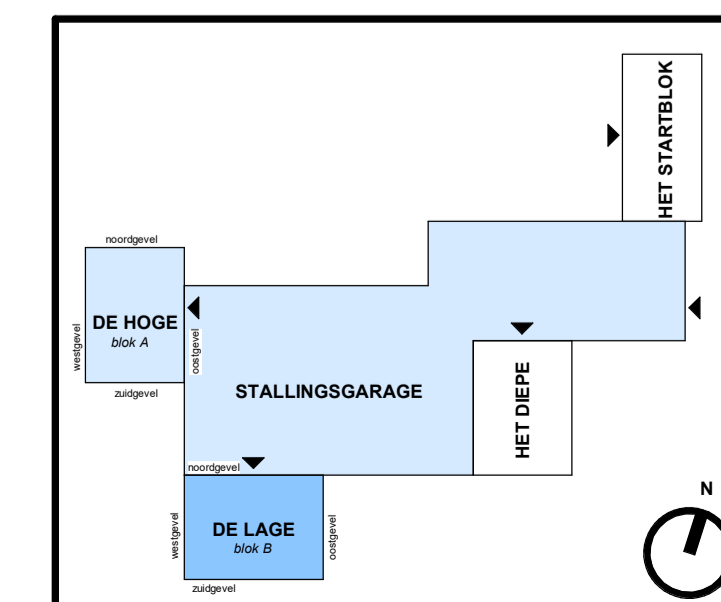 HET STARTBLOK
noordgevel
DE HOGE
blok A
westgevel
oostgevel
zuidgevel
STALLINGSGARAGE
HET DIEPE
noordgevel
DE LAGE
blok B
westgevel
oostgevel
zuidgevel
N